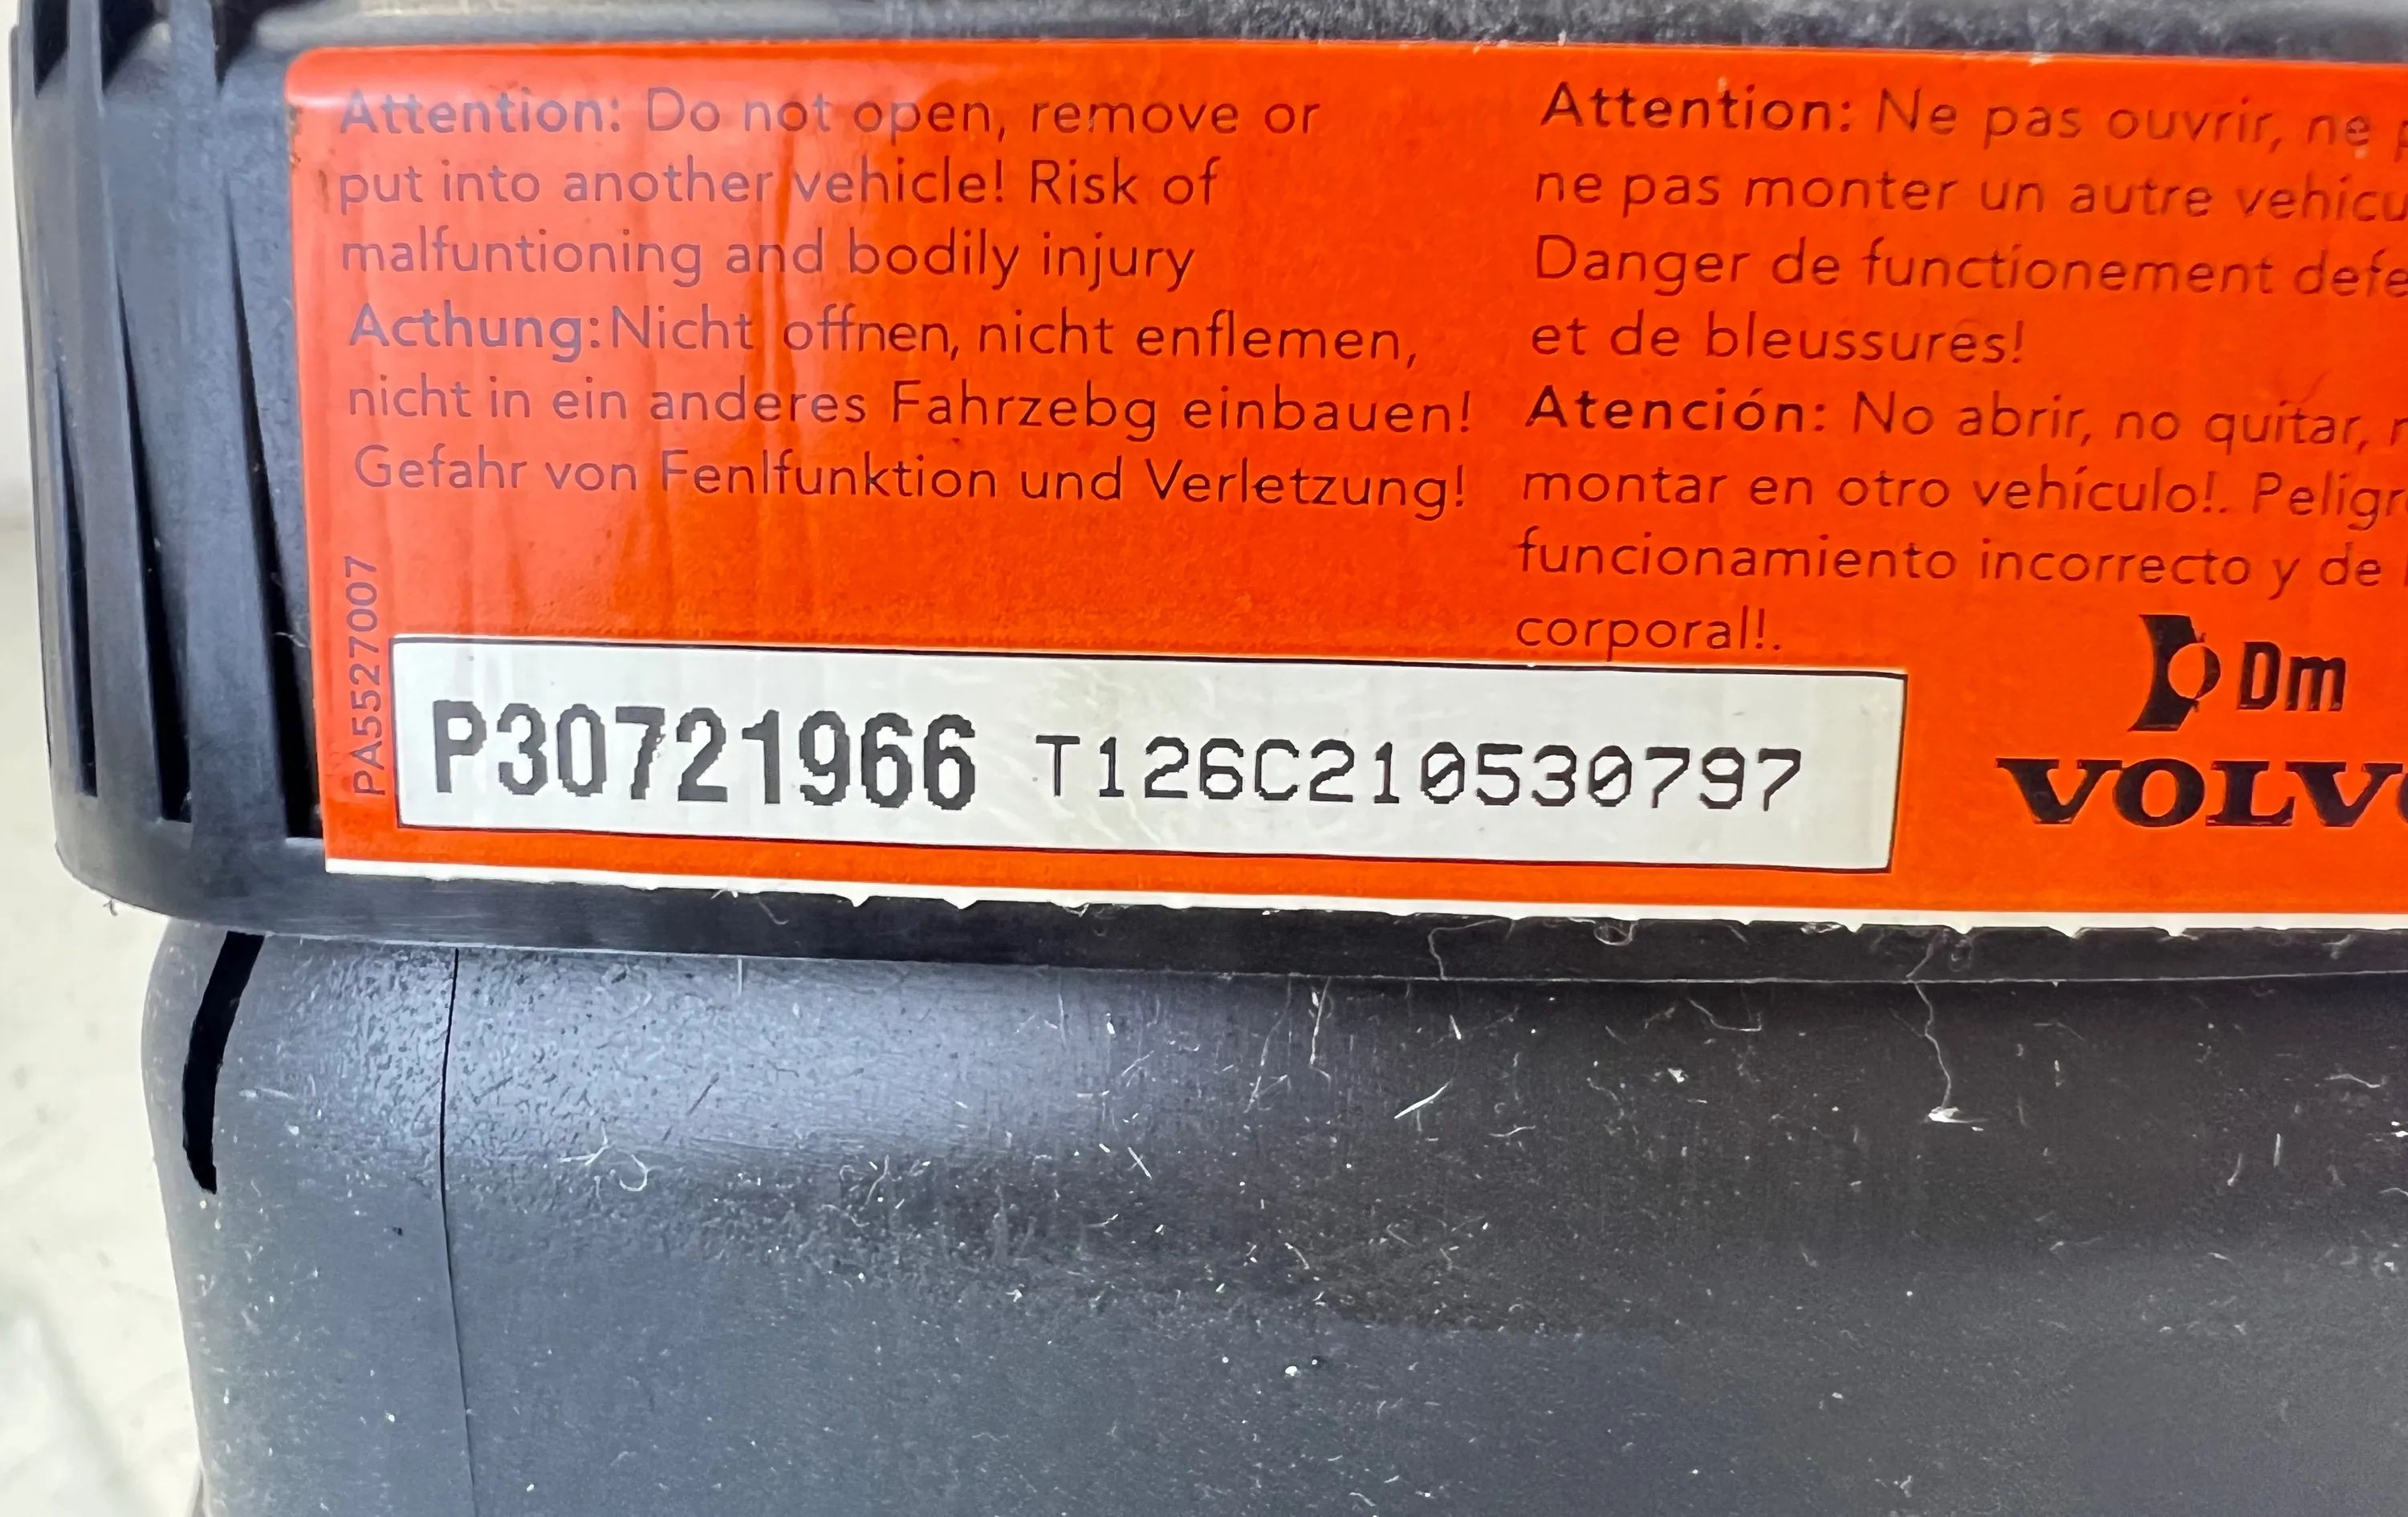 Attention: Do not open, remove or
put into another vehicle! Risk of
malfuntioning and bodily injury
Acthung: Nicht offnen, nicht enflemen,
nicht in ein anderes Fahrzebg einbauen!
Gefahr von Fenlfunktion und Verletzung!
Attention: Ne pas ouvrir, ne
ne pas monter un autre
Danger de functionement
et de bleussures!
Atención: No abrir, no quitar,
montar en otro vehículo!.
funcionamiento incorrecto y de
corporal!.
PA5527007
P30721966 T126C210530797
Dm
VOLV